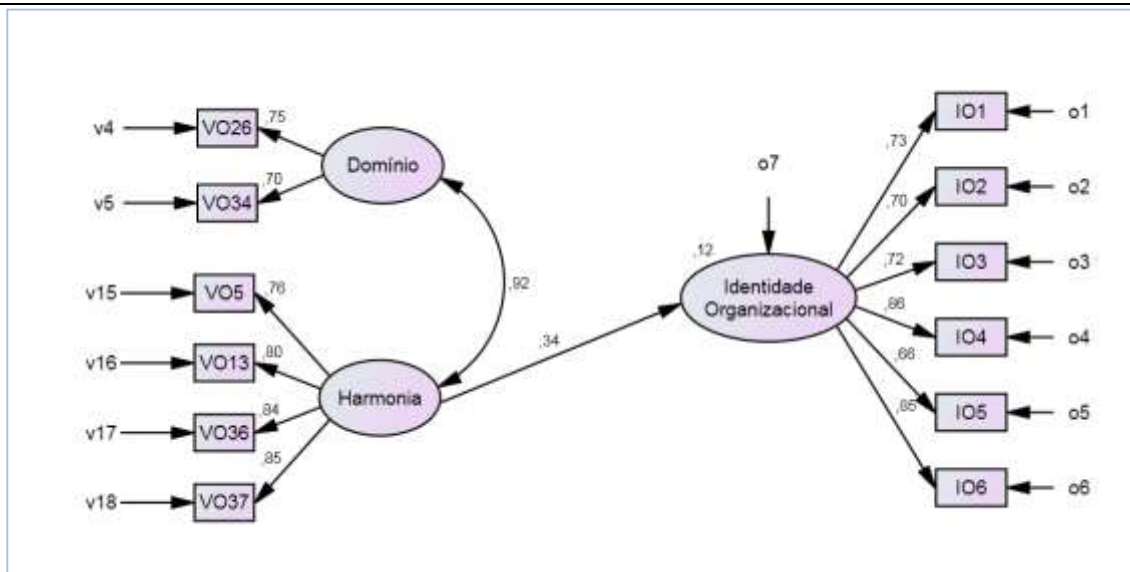 v4
VO26
,75
Domínio
v5
VO34
,70
v15
VO5
,76
v16
VO13
,80
Harmonia
v17
VO36
,84
v18
VO37
,85
,92
,34
o7
,12
Identidade
Organizacional
,73
IO1
o1
,70
IO2
o2
,72
IO3
o3
,86
IO4
o4
,66
IO5
o5
,85
IO6
o6